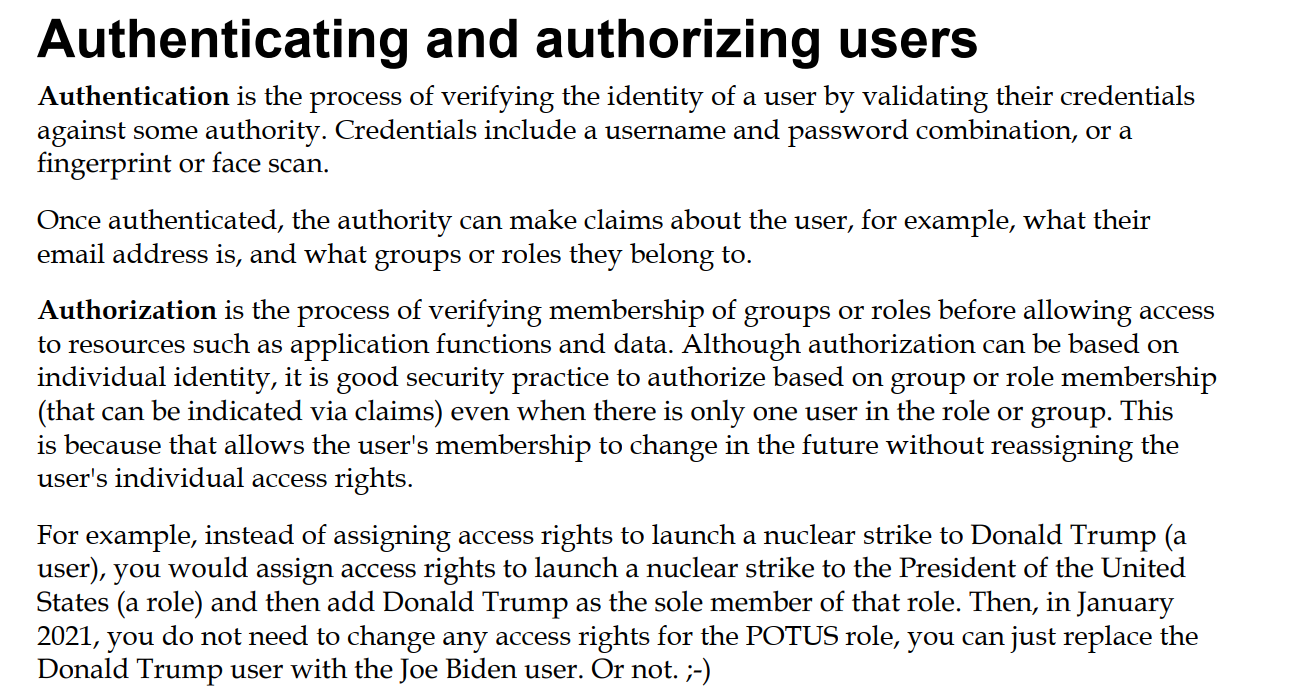 Authenticating and authorizing users
Authentication is the process of verifying the identity of a user by validating their credentials
against some authority. Credentials include a username and password combination, or a
fingerprint or face scan.
Once authenticated, the authority can make claims about the user, for example, what their
email address is, and what groups or roles they belong to.
Authorization is the process of verifying membership of groups or roles before allowing access
to resources such as application functions and data. Although authorization can be based on
individual identity, it is good security practice to authorize based on group or role membership
(that can be indicated via claims) even when there is only one user in the role or group. This
is because that allows the user's membership to change in the future without reassigning the
user's individual access rights.
For example, instead of assigning access rights to launch a nuclear strike to Donald Trump (a
user), you would assign access rights to launch a nuclear strike to the President of the United
States (a role) and then add Donald Trump as the sole member of that role. Then, in January
2021, you do not need to change any access rights for the POTUS role, you can just replace the
Donald Trump user with the Joe Biden user. Or not. ;-)